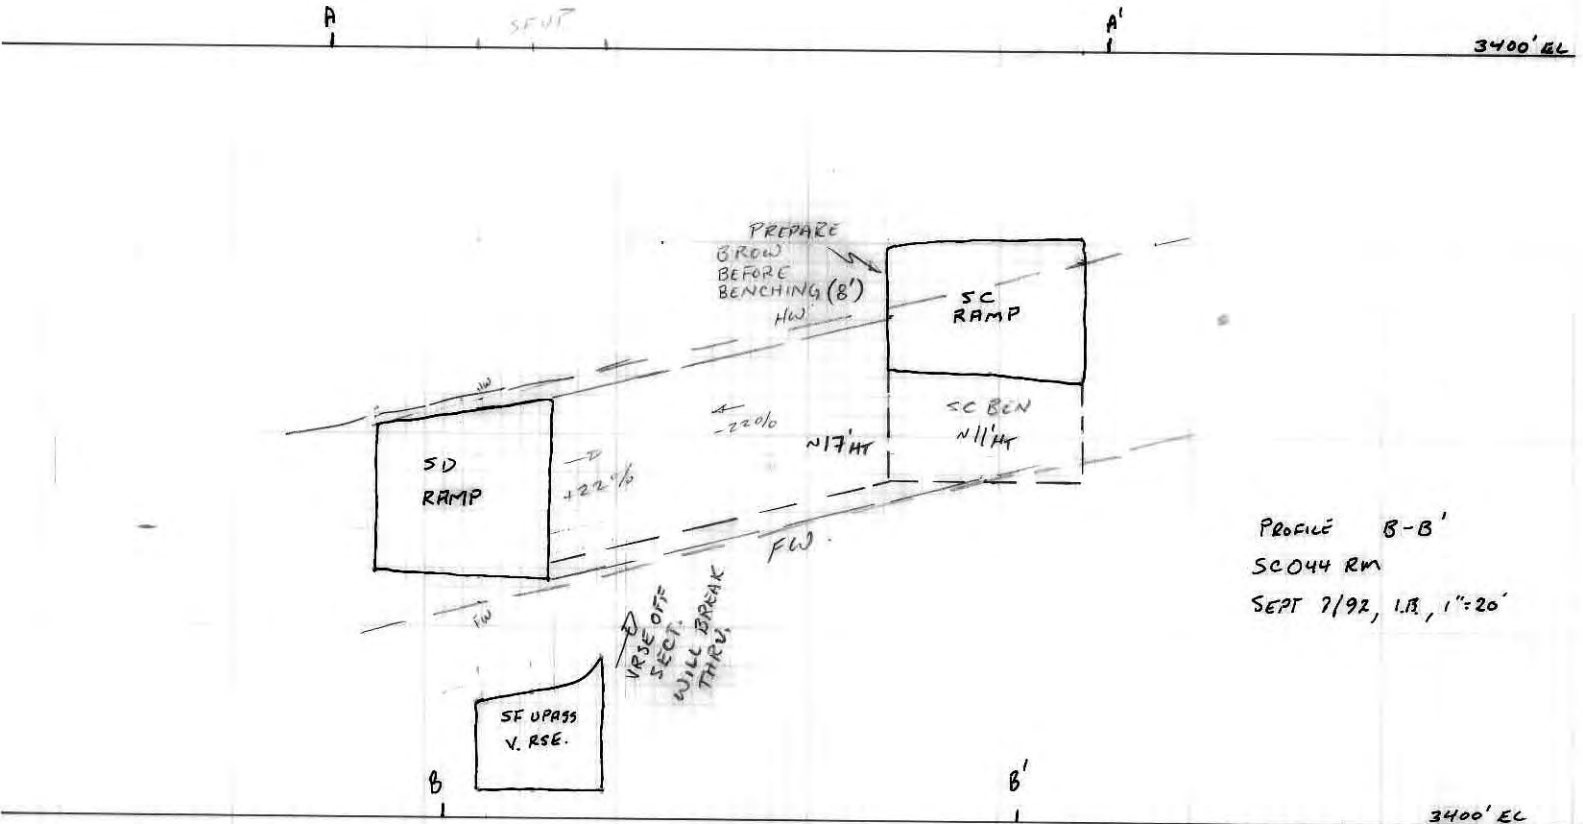 A
SFUP
A'
3400' EL
PREPARE
BROW
BEFORE
BENCHING (8')
HW
SC
RAMP
HW
-22%
SC BEN
~11' HT
~17' HT
SD
RAMP
+22%
FW.
FW
VRSE OFF
SECT.
WILL BREAK
THRU.
PROFILE B-B'
SC044 RM
SEPT 7/92, I.B, 1"=20'
SF UPASS
V. RSE.
B
B'
3400' EL